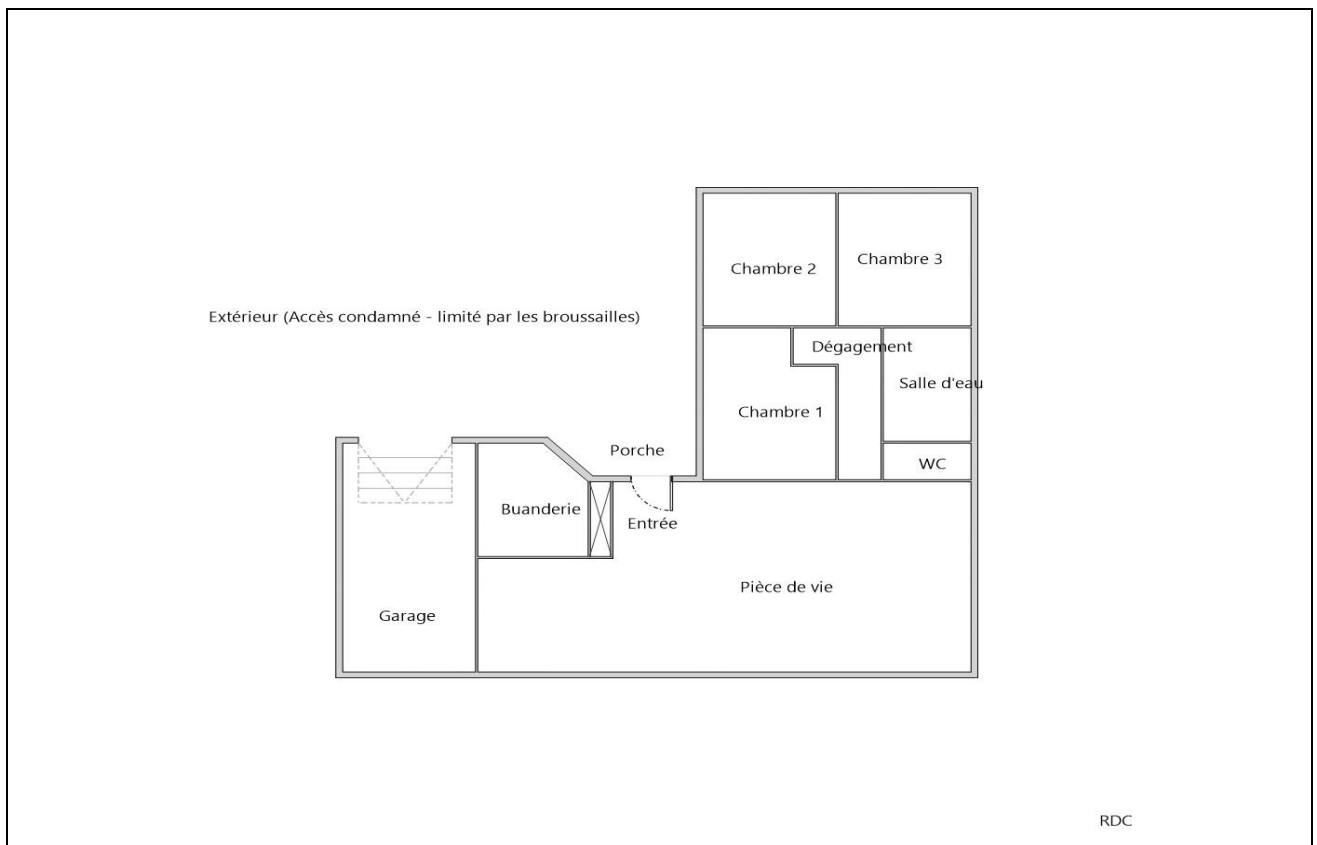 Chambre 3
Chambre 2
Extérieur (Accès condamné - limité par les broussailles)
Dégagement
Salle d'eau
Chambre 1
Porche
WC
Buanderie
Entrée
Pièce de vie
Garage
RDC